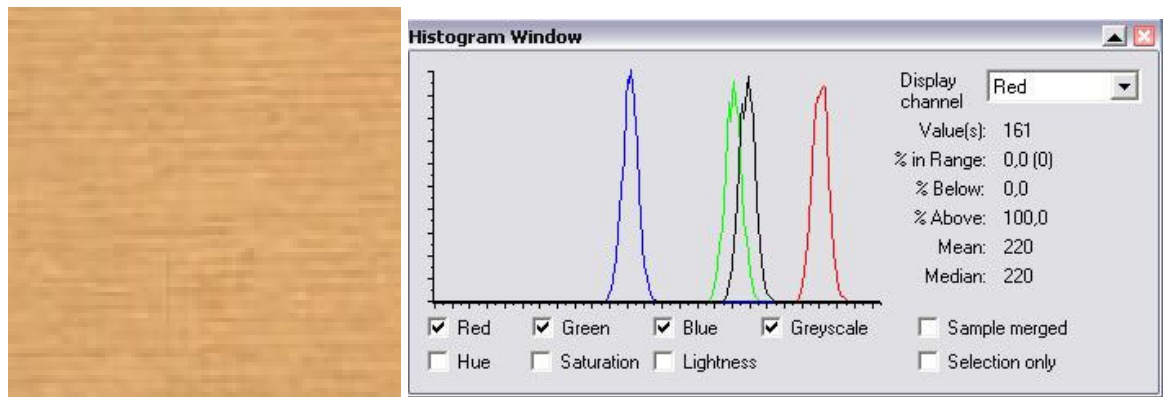 Histogram Window
Display channel Red
Value(s): 161
% in Range: 0,0 (0)
% Below: 0,0
% Above: 100,0
Mean: 220
Median: 220
Red Green Blue Greyscale Sample merged
Hue Saturation Lightness Selection only